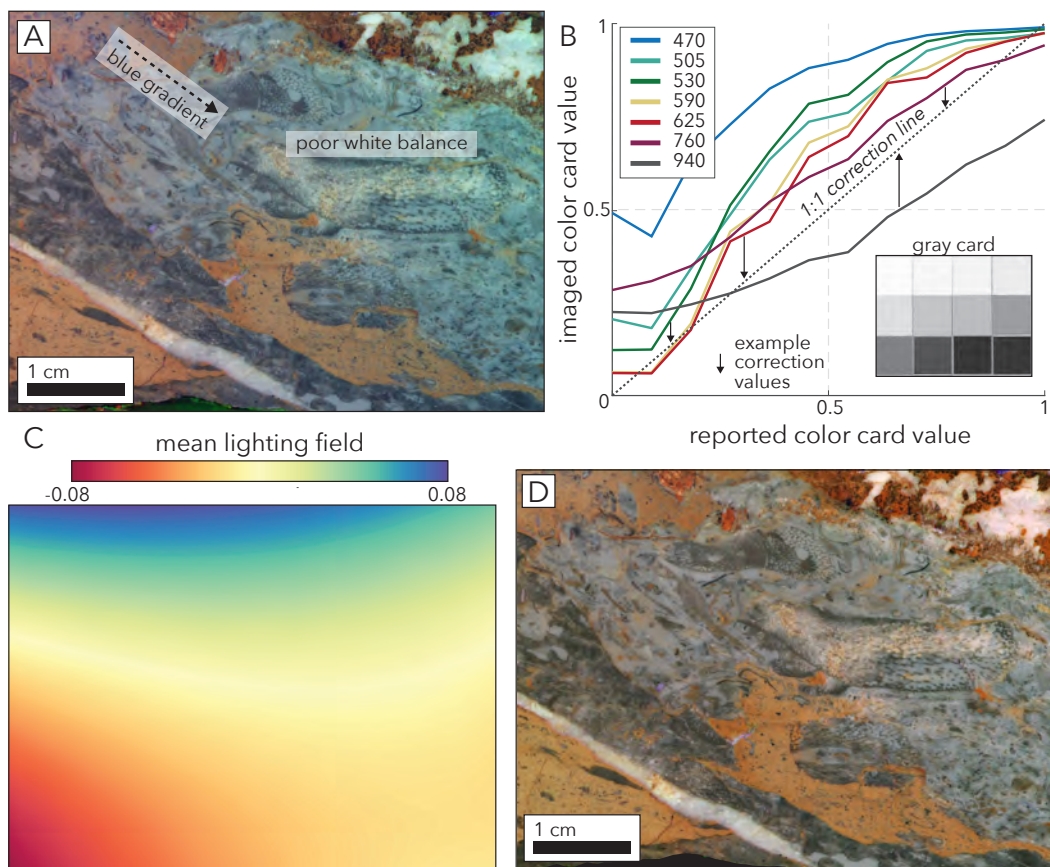 A
blue gradient
poor white balance
1 cm
B
imaged color card value
1
0.5
0
470
505
530
590
625
760
940
1:1 correction line
gray card
example
correction
values
0.5
1
reported color card value
C
mean lighting field
-0.08
0.08
D
1 cm